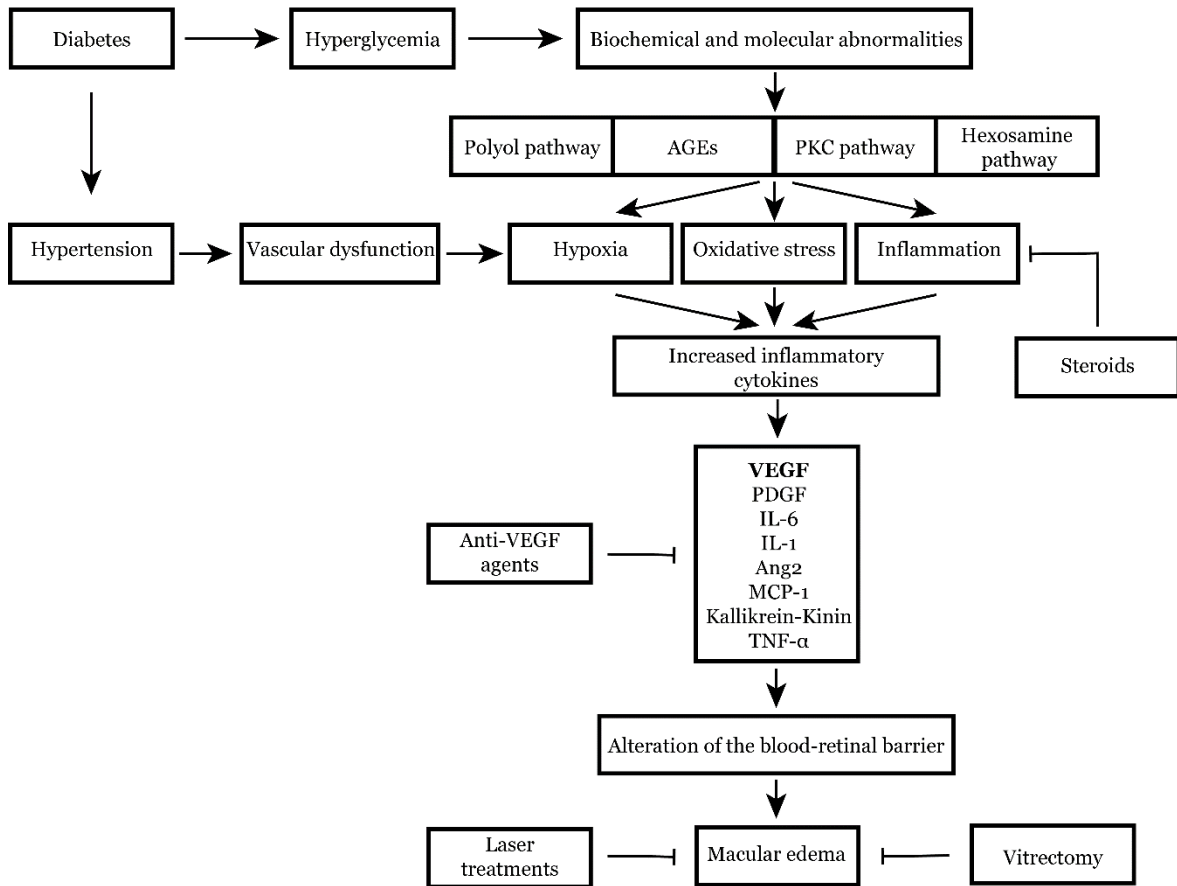 Diabetes
Hyperglycemia
Biochemical and molecular abnormalities
Polyol pathway
AGEs
PKC pathway
Hexosamine
pathway
Hypertension
Vascular dysfunction
Hypoxia
Oxidative stress
Inflammation
Increased inflammatory
cytokines
Steroids
VEGF
PDGF
IL-6
IL-1
Ang2
MCP-1
Kallikrein-Kinin
TNF-α
Anti-VEGF
agents
Alteration of the blood-retinal barrier
Laser
treatments
Macular edema
Vitrectomy